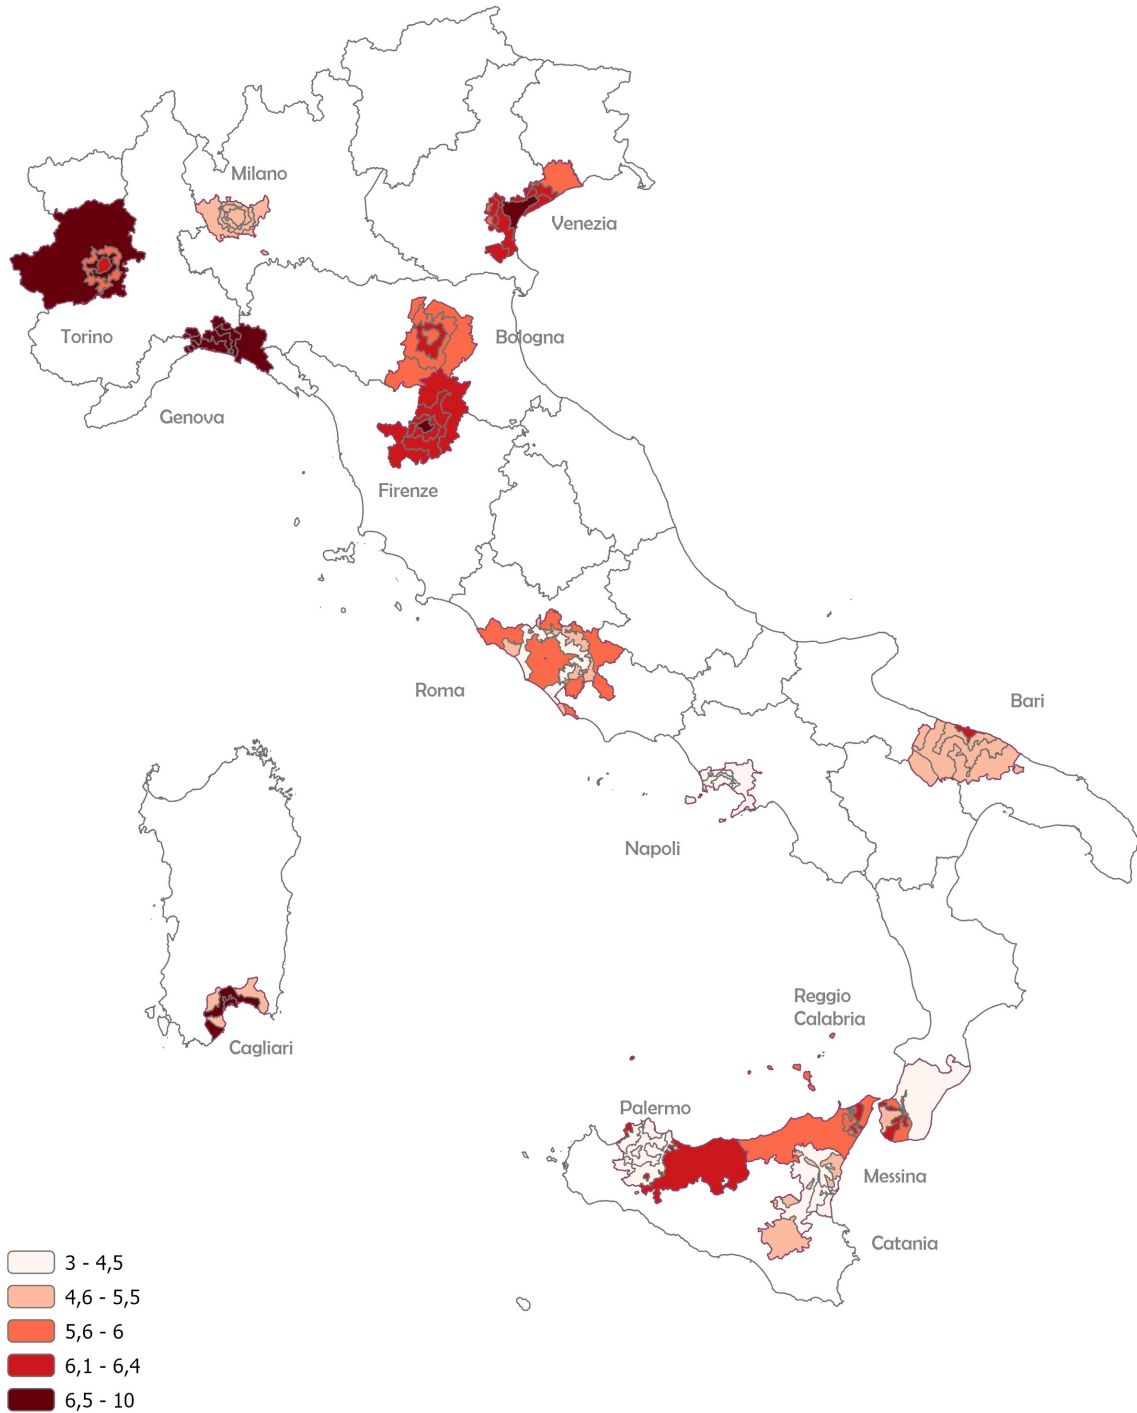 Milano
Venezia
Torino
Bologna
Genova
Firenze
Roma
Bari
Napoli
Reggio
Calabria
Cagliari
Palermo
Messina
Catania
3 - 4,5
4,6 - 5,5
5,6 - 6
6,1 - 6,4
6,5 - 10